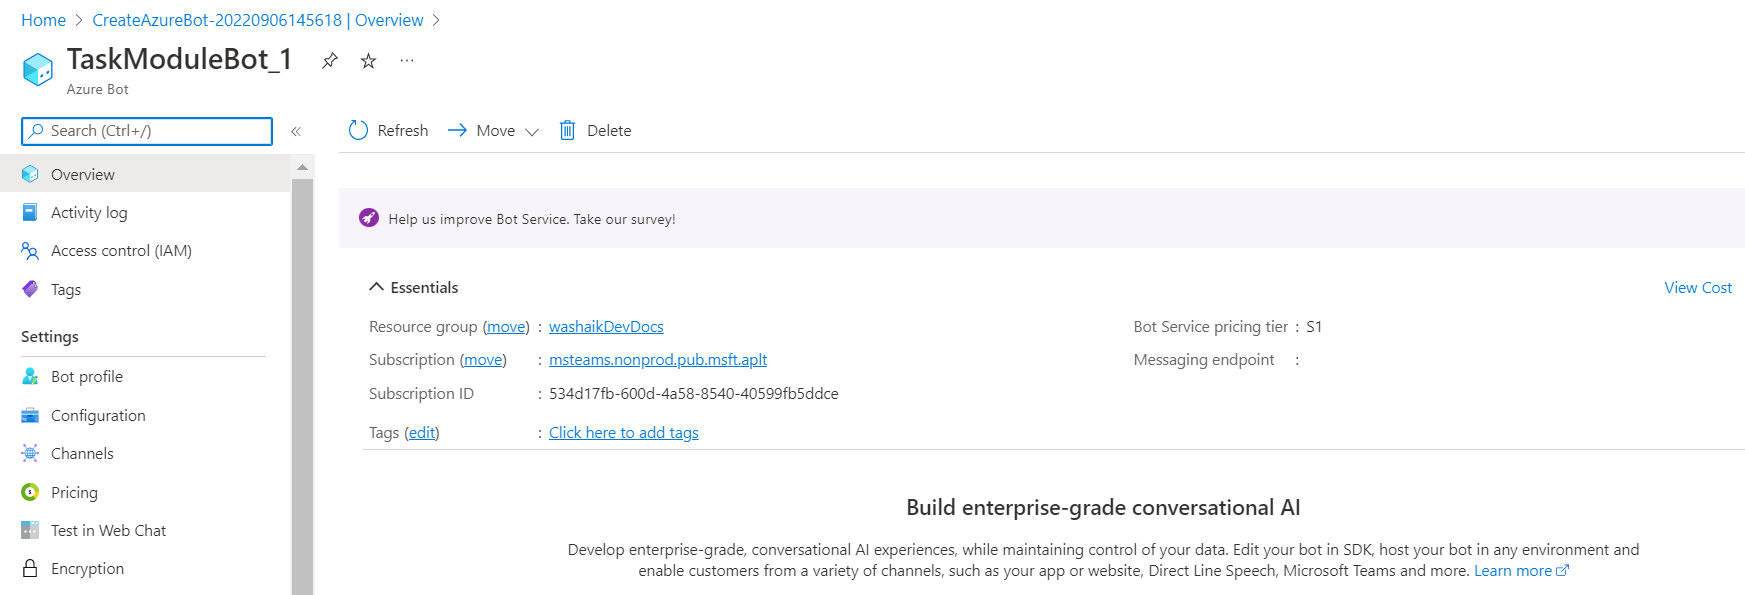 Home > CreateAzureBot-20220906145618 | Overview >
TaskModuleBot_1 ...
Azure Bot
Search (Ctrl+/) «
Refresh Move Delete
Overview
Activity log
Access control (IAM)
Tags
Settings
Bot profile
Configuration
Channels
Pricing
Test in Web Chat
Encryption
Help us improve Bot Service. Take our survey!
Essentials View Cost
Resource group (move) : washaikDevDocs
Subscription (move) : msteams.nonprod.pub.msft.aplt
Subscription ID : 534d17fb-600d-4a58-8540-40599fb5ddce
Tags (edit) : Click here to add tags
Bot Service pricing tier : S1
Messaging endpoint :
Build enterprise-grade conversational AI
Develop enterprise-grade, conversational AI experiences, while maintaining control of your data. Edit your bot in SDK, host your bot in any environment and
enable customers from a variety of channels, such as your app or website, Direct Line Speech, Microsoft Teams and more. Learn more